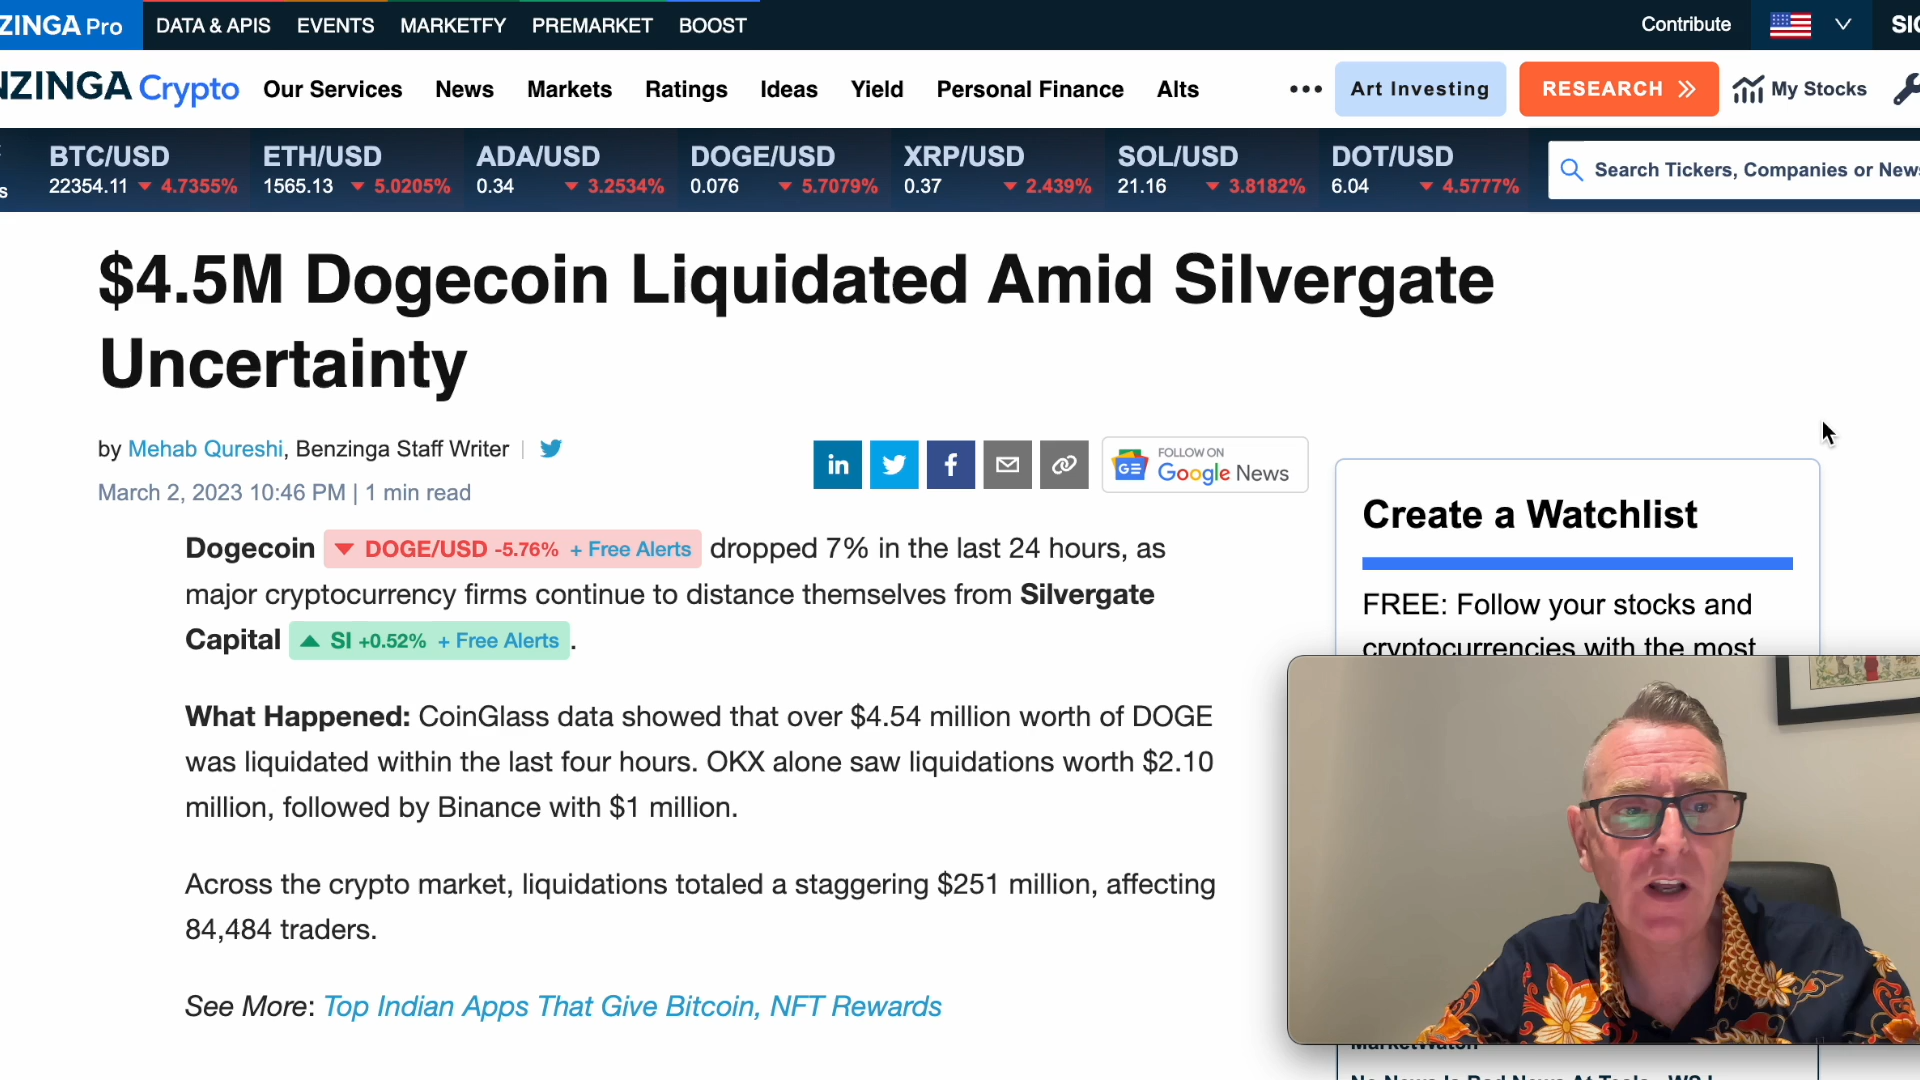 ZINGA Pro DATA & APIS EVENTS MARKETFY PREMARKET BOOST Contribute
NZINGA Crypto Our Services News Markets Ratings Ideas Yield Personal Finance Alts ••• Art Investing RESEARCH My Stocks
BTC/USD ETH/USD ADA/USD DOGE/USD XRP/USD SOL/USD DOT/USD
22354.11 ▼ 4.7355% 1565.13 ▼ 5.0205% 0.34 ▼ 3.2534% 0.076 ▼ 5.7079% 0.37 ▼ 2.439% 21.16 ▼ 3.8182% 6.04 ▼ 4.5777%
Search Tickers, Companies or News
$4.5M Dogecoin Liquidated Amid Silvergate
Uncertainty
by Mehab Qureshi, Benzinga Staff Writer |
March 2, 2023 10:46 PM | 1 min read
in f GE FOLLOW ON
Google News
Dogecoin ▼ DOGE/USD -5.76% + Free Alerts dropped 7% in the last 24 hours, as
major cryptocurrency firms continue to distance themselves from Silvergate
Capital ▲ SI +0.52% + Free Alerts .
What Happened: CoinGlass data showed that over $4.54 million worth of DOGE
was liquidated within the last four hours. OKX alone saw liquidations worth $2.10
million, followed by Binance with $1 million.
Across the crypto market, liquidations totaled a staggering $251 million, affecting
84,484 traders.
See More: Top Indian Apps That Give Bitcoin, NFT Rewards
Create a Watchlist
FREE: Follow your stocks and
cryptocurrencies with the most